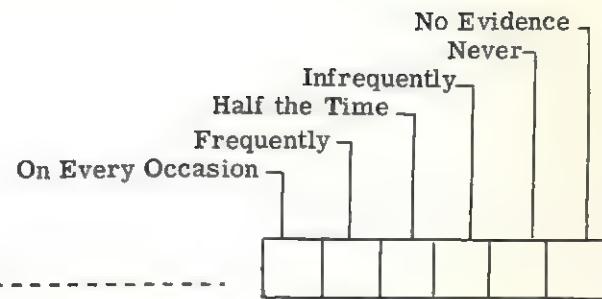 No Evidence
Never
Infrequently
Half the Time
Frequently
On Every Occasion